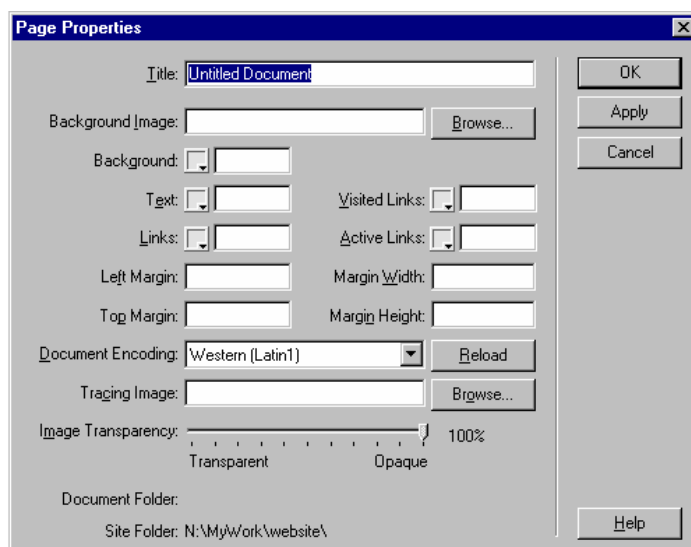 Page Properties
Title: Untitled Document
OK
Background Image: Browse...
Apply
Background:
Cancel
Text: Visited Links:
Links: Active Links:
Left Margin: Margin Width:
Top Margin: Margin Height:
Document Encoding: Western (Latin1) Reload
Tracing Image: Browse...
Image Transparency: 100%
Transparent Opaque
Document Folder:
Site Folder: N:\MyWork\website\
Help